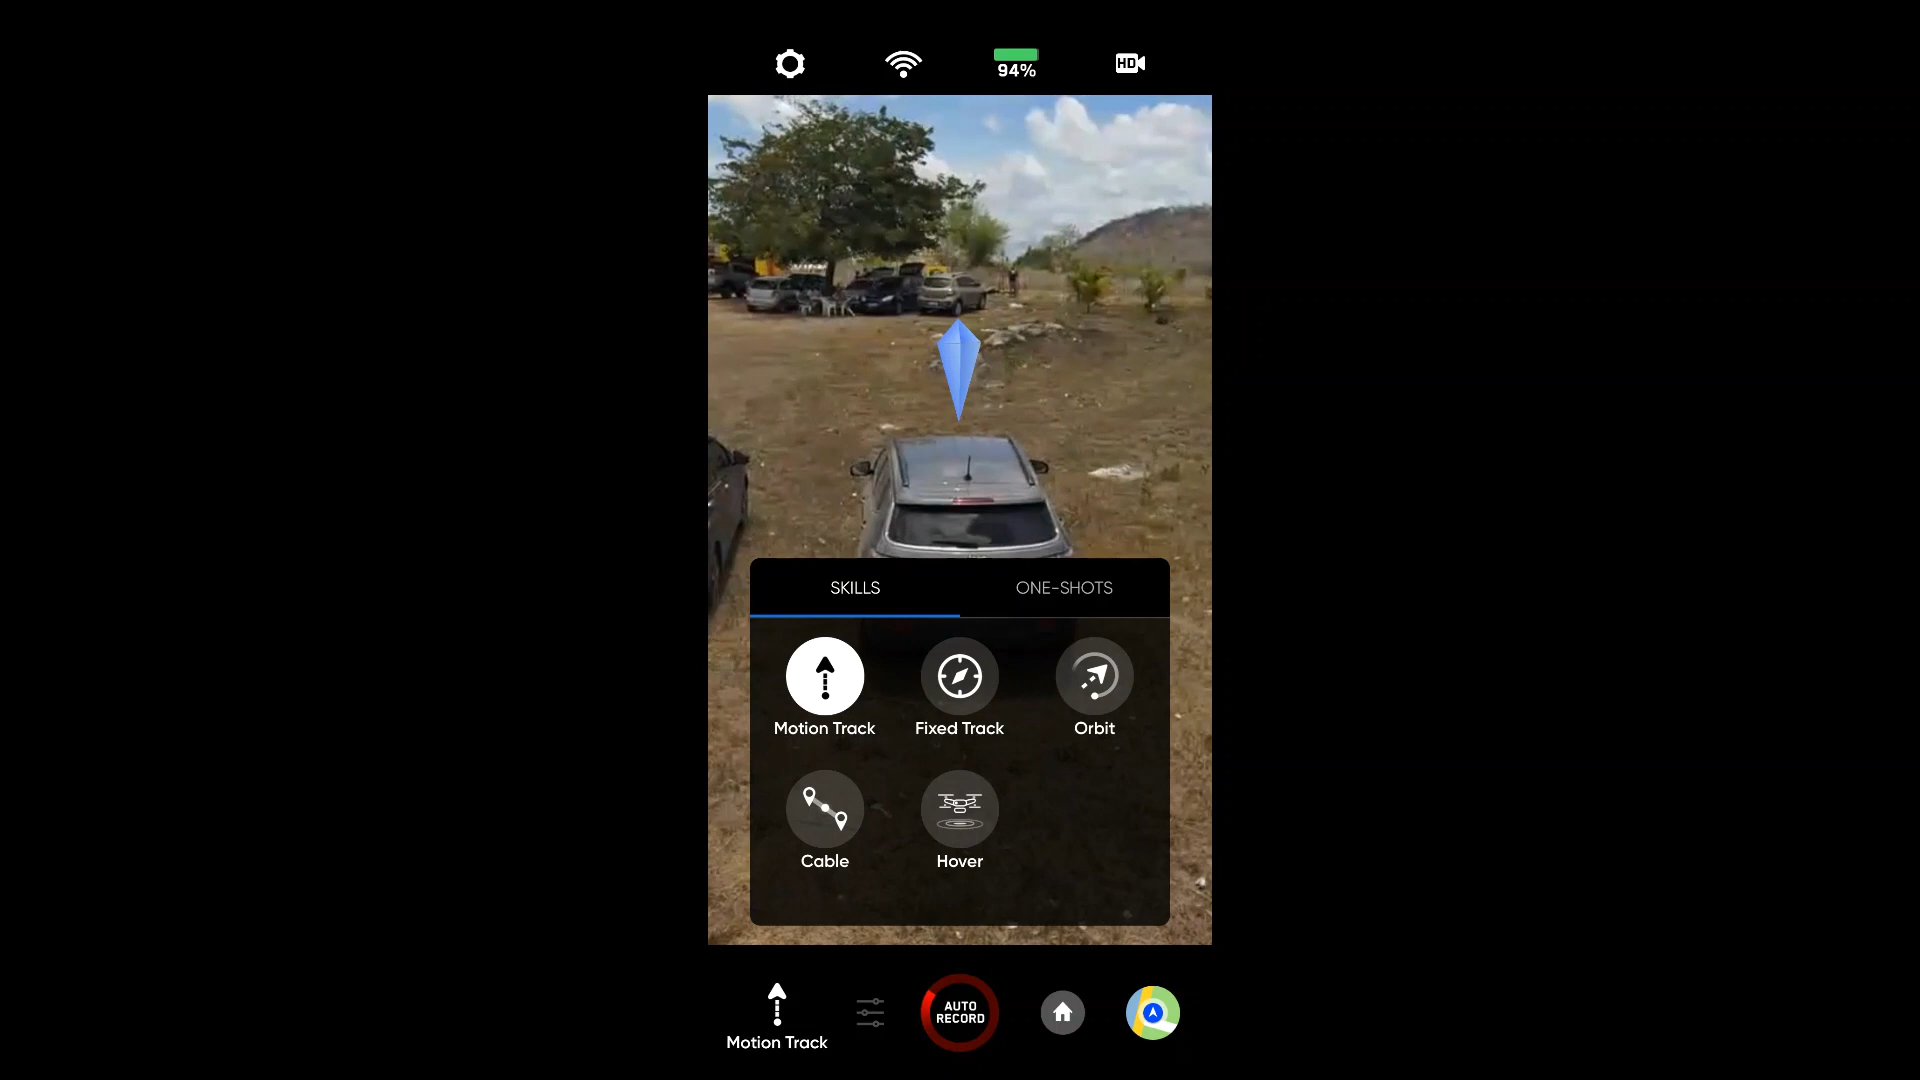 94%
HD
SKILLS
ONE-SHOTS
Motion Track
Fixed Track
Orbit
Cable
Hover
AUTO
RECORD
Motion Track